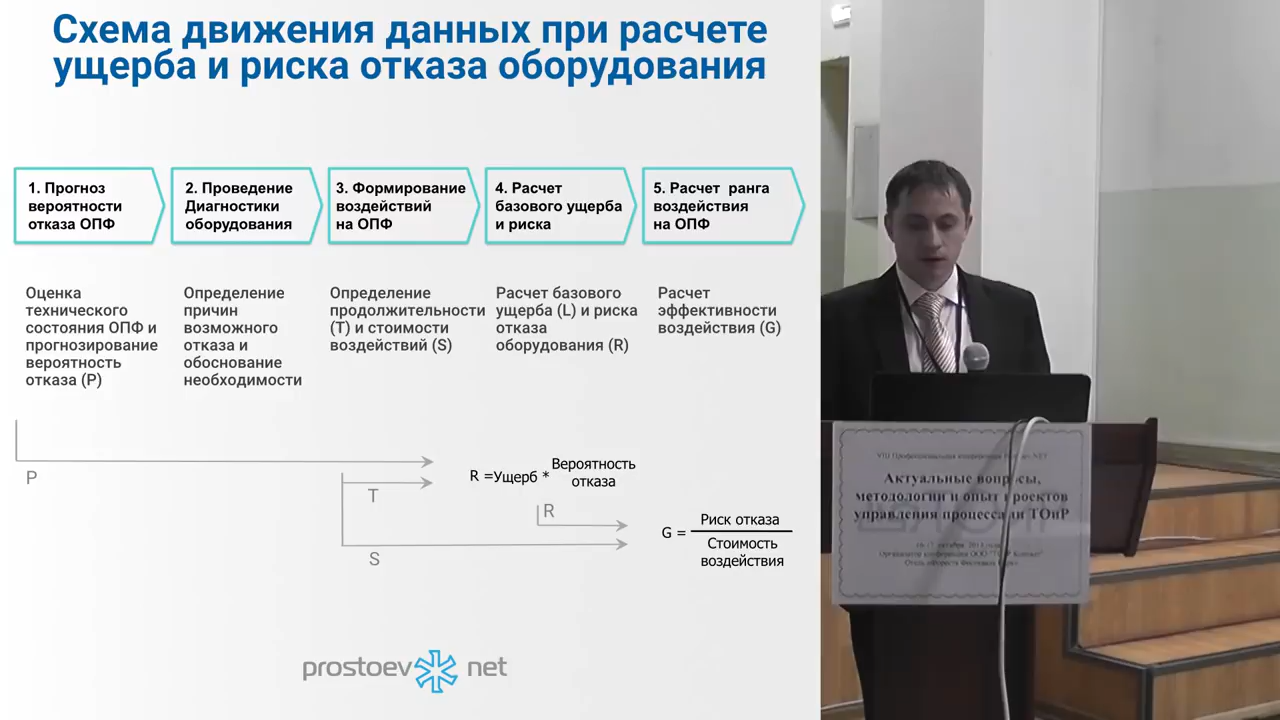 Схема движения данных при расчете
ущерба и риска отказа оборудования
1. Прогноз
вероятности
отказа ОПФ
2. Проведение
Диагностики
оборудования
3. Формирование
воздействий
на ОПФ
4. Расчет
базового ущерба
и риска
5. Расчет ранга
воздействия
на ОПФ
Оценка
технического
состояния ОПФ и
прогнозирование
вероятность
отказа (P)
Определение
причин
возможного
отказа и
обоснование
необходимости
Определение
продолжительности
(T) и стоимости
воздействий (S)
Расчет базового
ущерба (L) и риска
отказа
оборудования (R)
Расчет
эффективности
воздействия (G)
P
T
S
R =Ущерб * Вероятность
отказа
R
G = Риск отказа
Стоимость
воздействия
prostoev net
Актуальные вопросы,
методологии и опыт проектов
управления процессами ТОиР